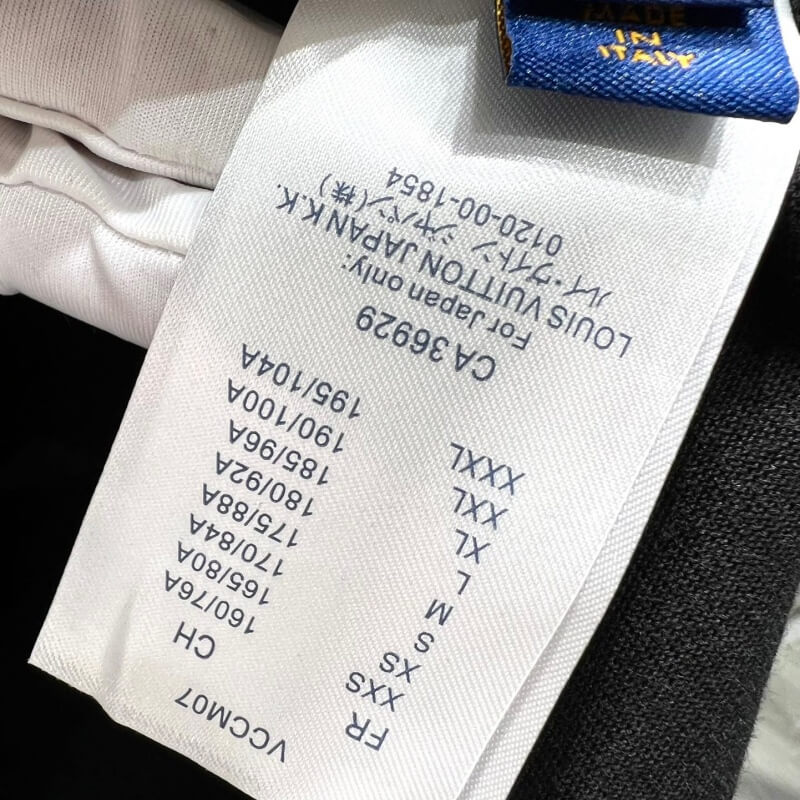 VCCM07
FR CH
XXS 160/76A
XS 165/80A
S 170/84A
M 175/88A
L 180/92A
XL 185/96A
XXL 190/100A
XXXL 195/104A
CA 36929
For Japan only:
LOUIS VUITTON JAPAN K.K.
ルイ・ヴィトン ジャパン(株)
0120-00-1854
MADE
IN
ITALY